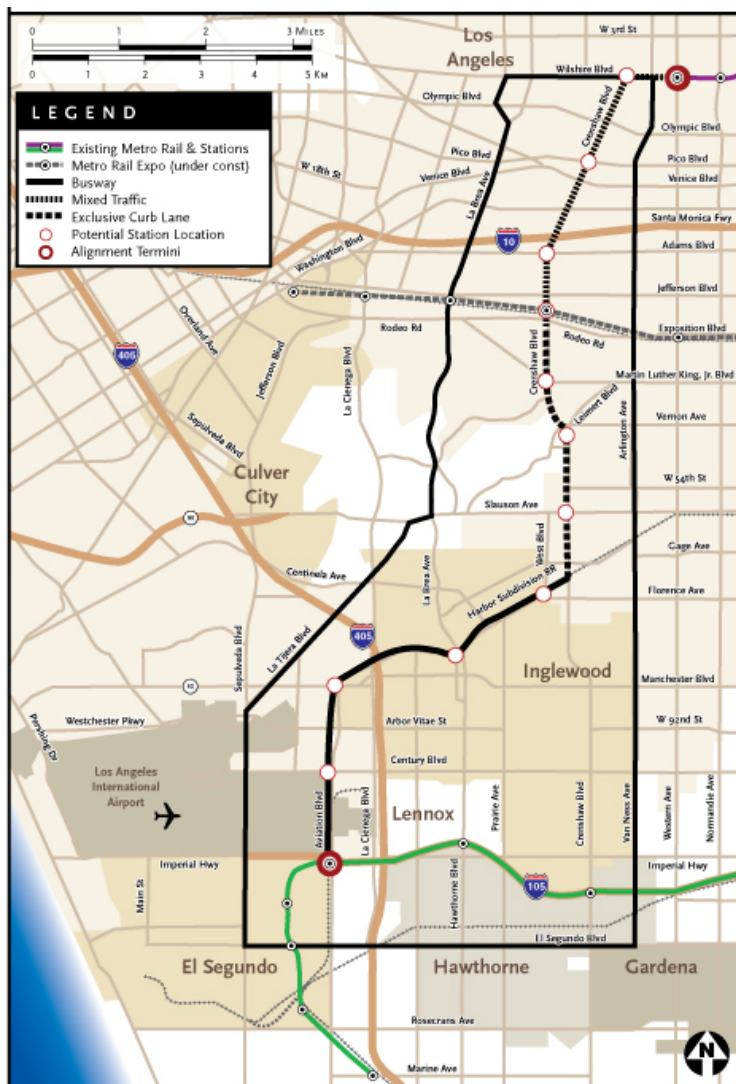 0 1 2 3 MILES
0 1 2 3 4 5 KM
LEGEND
Existing Metro Rail & Stations
Metro Rail Expo (under const)
Busway
Mixed Traffic
Exclusive Curb Lane
Potential Station Location
Alignment Termini
W 3rd St
Los
Angeles
Wilshire Blvd
Olympic Blvd
Crenshaw Blvd
Olympic Blvd
Pico Blvd
Pico Blvd
W 18th St
Venice Blvd
Venice Blvd
La Brea Ave
Santa Monica Fwy
Washington Blvd
10
Adams Blvd
Jefferson Blvd
Overland Ave
Rodeo Rd
Rodeo Rd
Exposition Blvd
405
Jefferson Blvd
La Cienega Blvd
Crenshaw Blvd
Martin Luther King, Jr. Blvd
Leimert Blvd
Arlington Ave
Vernon Ave
Sepulveda Blvd
Culver
City
W 54th St
Slauson Ave
90
West Blvd
Gage Ave
Centinela Ave
La Brea Ave
Harbor Subdivision RR
Florence Ave
Sepulveda Blvd
La Tijera Blvd
405
Inglewood
42
Manchester Blvd
Westchester Pkwy
Arbor Vitae St
W 92nd St
Pershing Dr
Century Blvd
Los Angeles
International
Airport
Aviation Blvd
La Cienega Blvd
Lennox
Prairie Ave
Crenshaw Blvd
Van Ness Ave
Western Ave
Normandie Ave
Imperial Hwy
Imperial Hwy
Main St
Hawthorne Blvd
105
El Segundo Blvd
El Segundo
Hawthorne
Gardena
Rosecrans Ave
Marine Ave
N